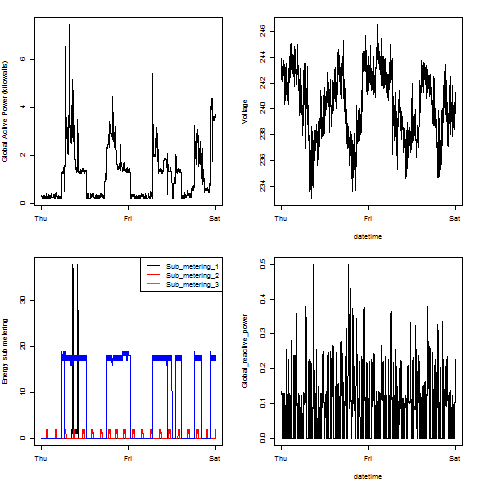 Global Active Power (kilowatts)
0 2 4 6
Thu Fri Sat
Voltage
234 236 238 240 242 244 246
Thu Fri Sat
datetime
Energy sub metering
0 10 20 30
Sub_metering_1
Sub_metering_2
Sub_metering_3
Thu Fri Sat
Global_reactive_power
0.0 0.1 0.2 0.3 0.4 0.5
Thu Fri Sat
datetime